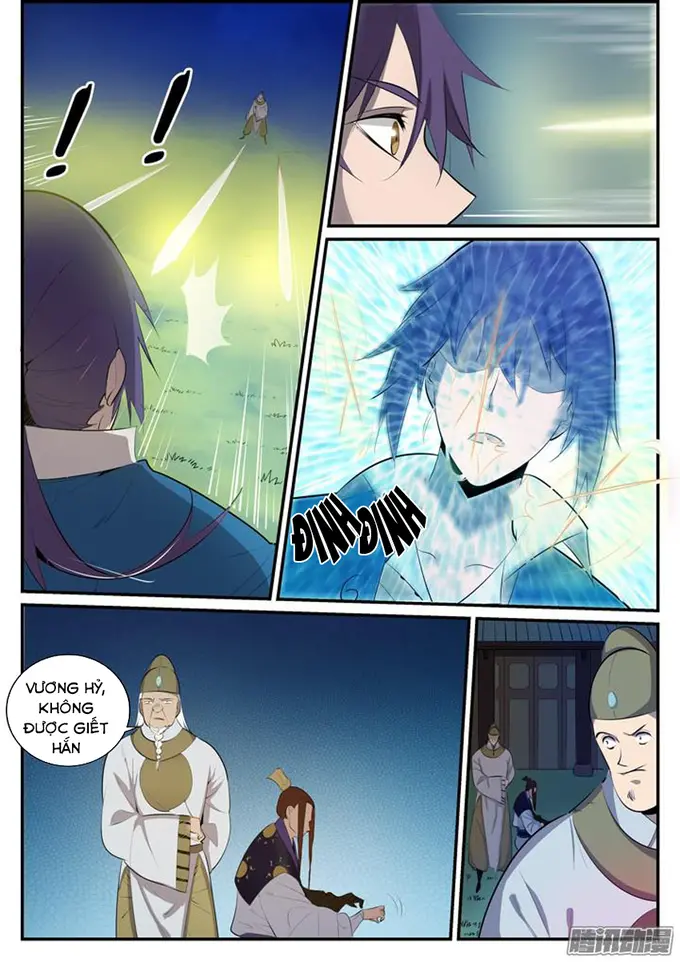 !
!
ĐINH
ĐINH
VƯƠNG HỶ,
KHÔNG
ĐƯỢC GIẾT
HẮN
腾讯动漫